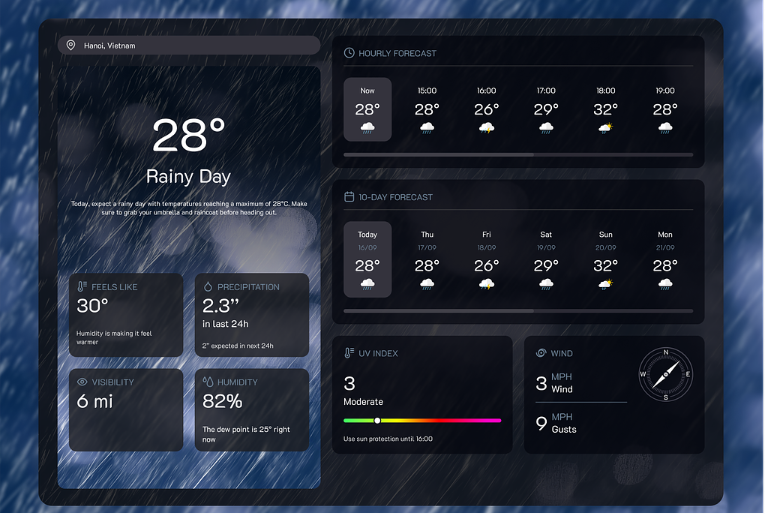 Hanoi, Vietnam
28°
Rainy Day
Today, expect a rainy day with temperatures reaching a maximum of 28°C. Make
sure to grab your umbrella and raincoat before heading out.
FEELS LIKE
30°
Humidity is making it feel
warmer
PRECIPITATION
2.3”
in last 24h
2” expected in next 24h
VISIBILITY
6 mi
HUMIDITY
82%
The dew point is 25° right
now
HOURLY FORECAST
Now 15:00 16:00 17:00 18:00 19:00
28° 28° 26° 29° 32° 28°
10-DAY FORECAST
Today Thu Fri Sat Sun Mon
16/09 17/09 18/09 19/09 20/09 21/09
28° 28° 26° 29° 32° 28°
UV INDEX
3
Moderate
Use sun protection until 16:00
WIND
3 MPH
Wind
9 MPH
Gusts
N
W E
S